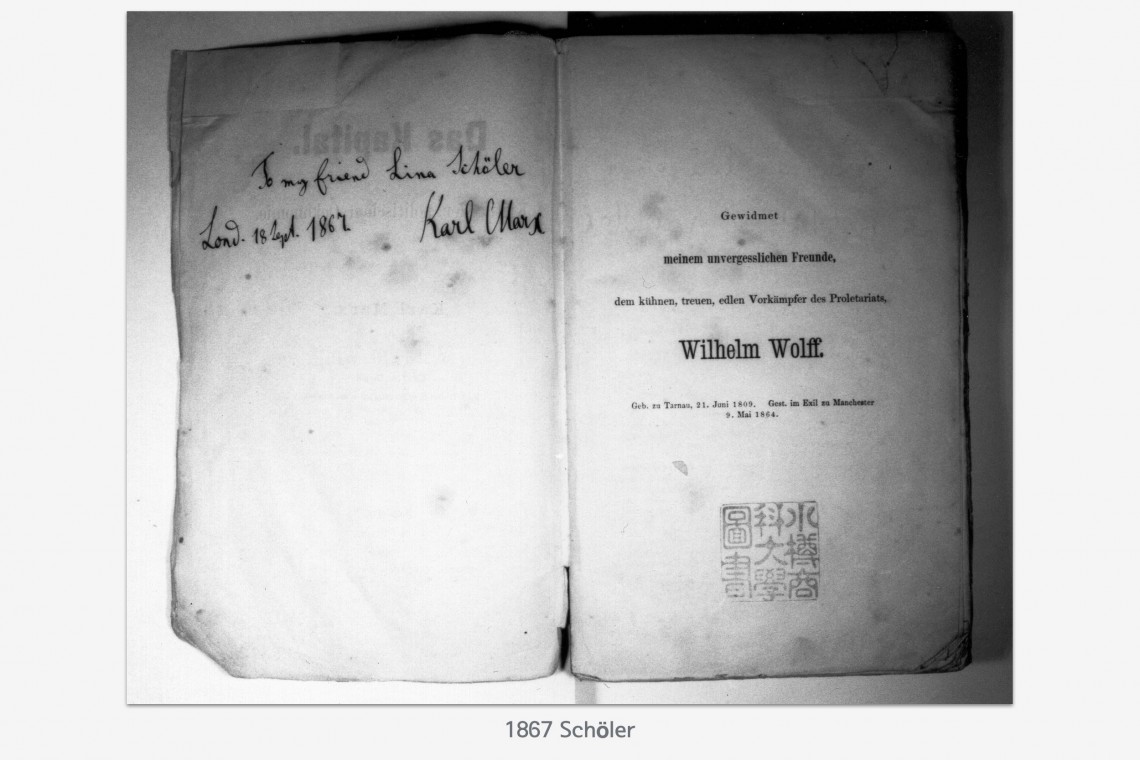 Das Kapital.
To my friend Lina Schöler
Lond. 18 Sept. 1867.
Karl Marx
Gewidmet
meinem unvergesslichen Freunde,
dem kühnen, treuen, edlen Vorkämpfer des Proletariats,
Wilhelm Wolff.
Geb. zu Tarnau, 21. Juni 1809. Gest. im Exil zu Manchester
9. Mai 1864.
小樽商
科大學
圖書
1867 Schöler